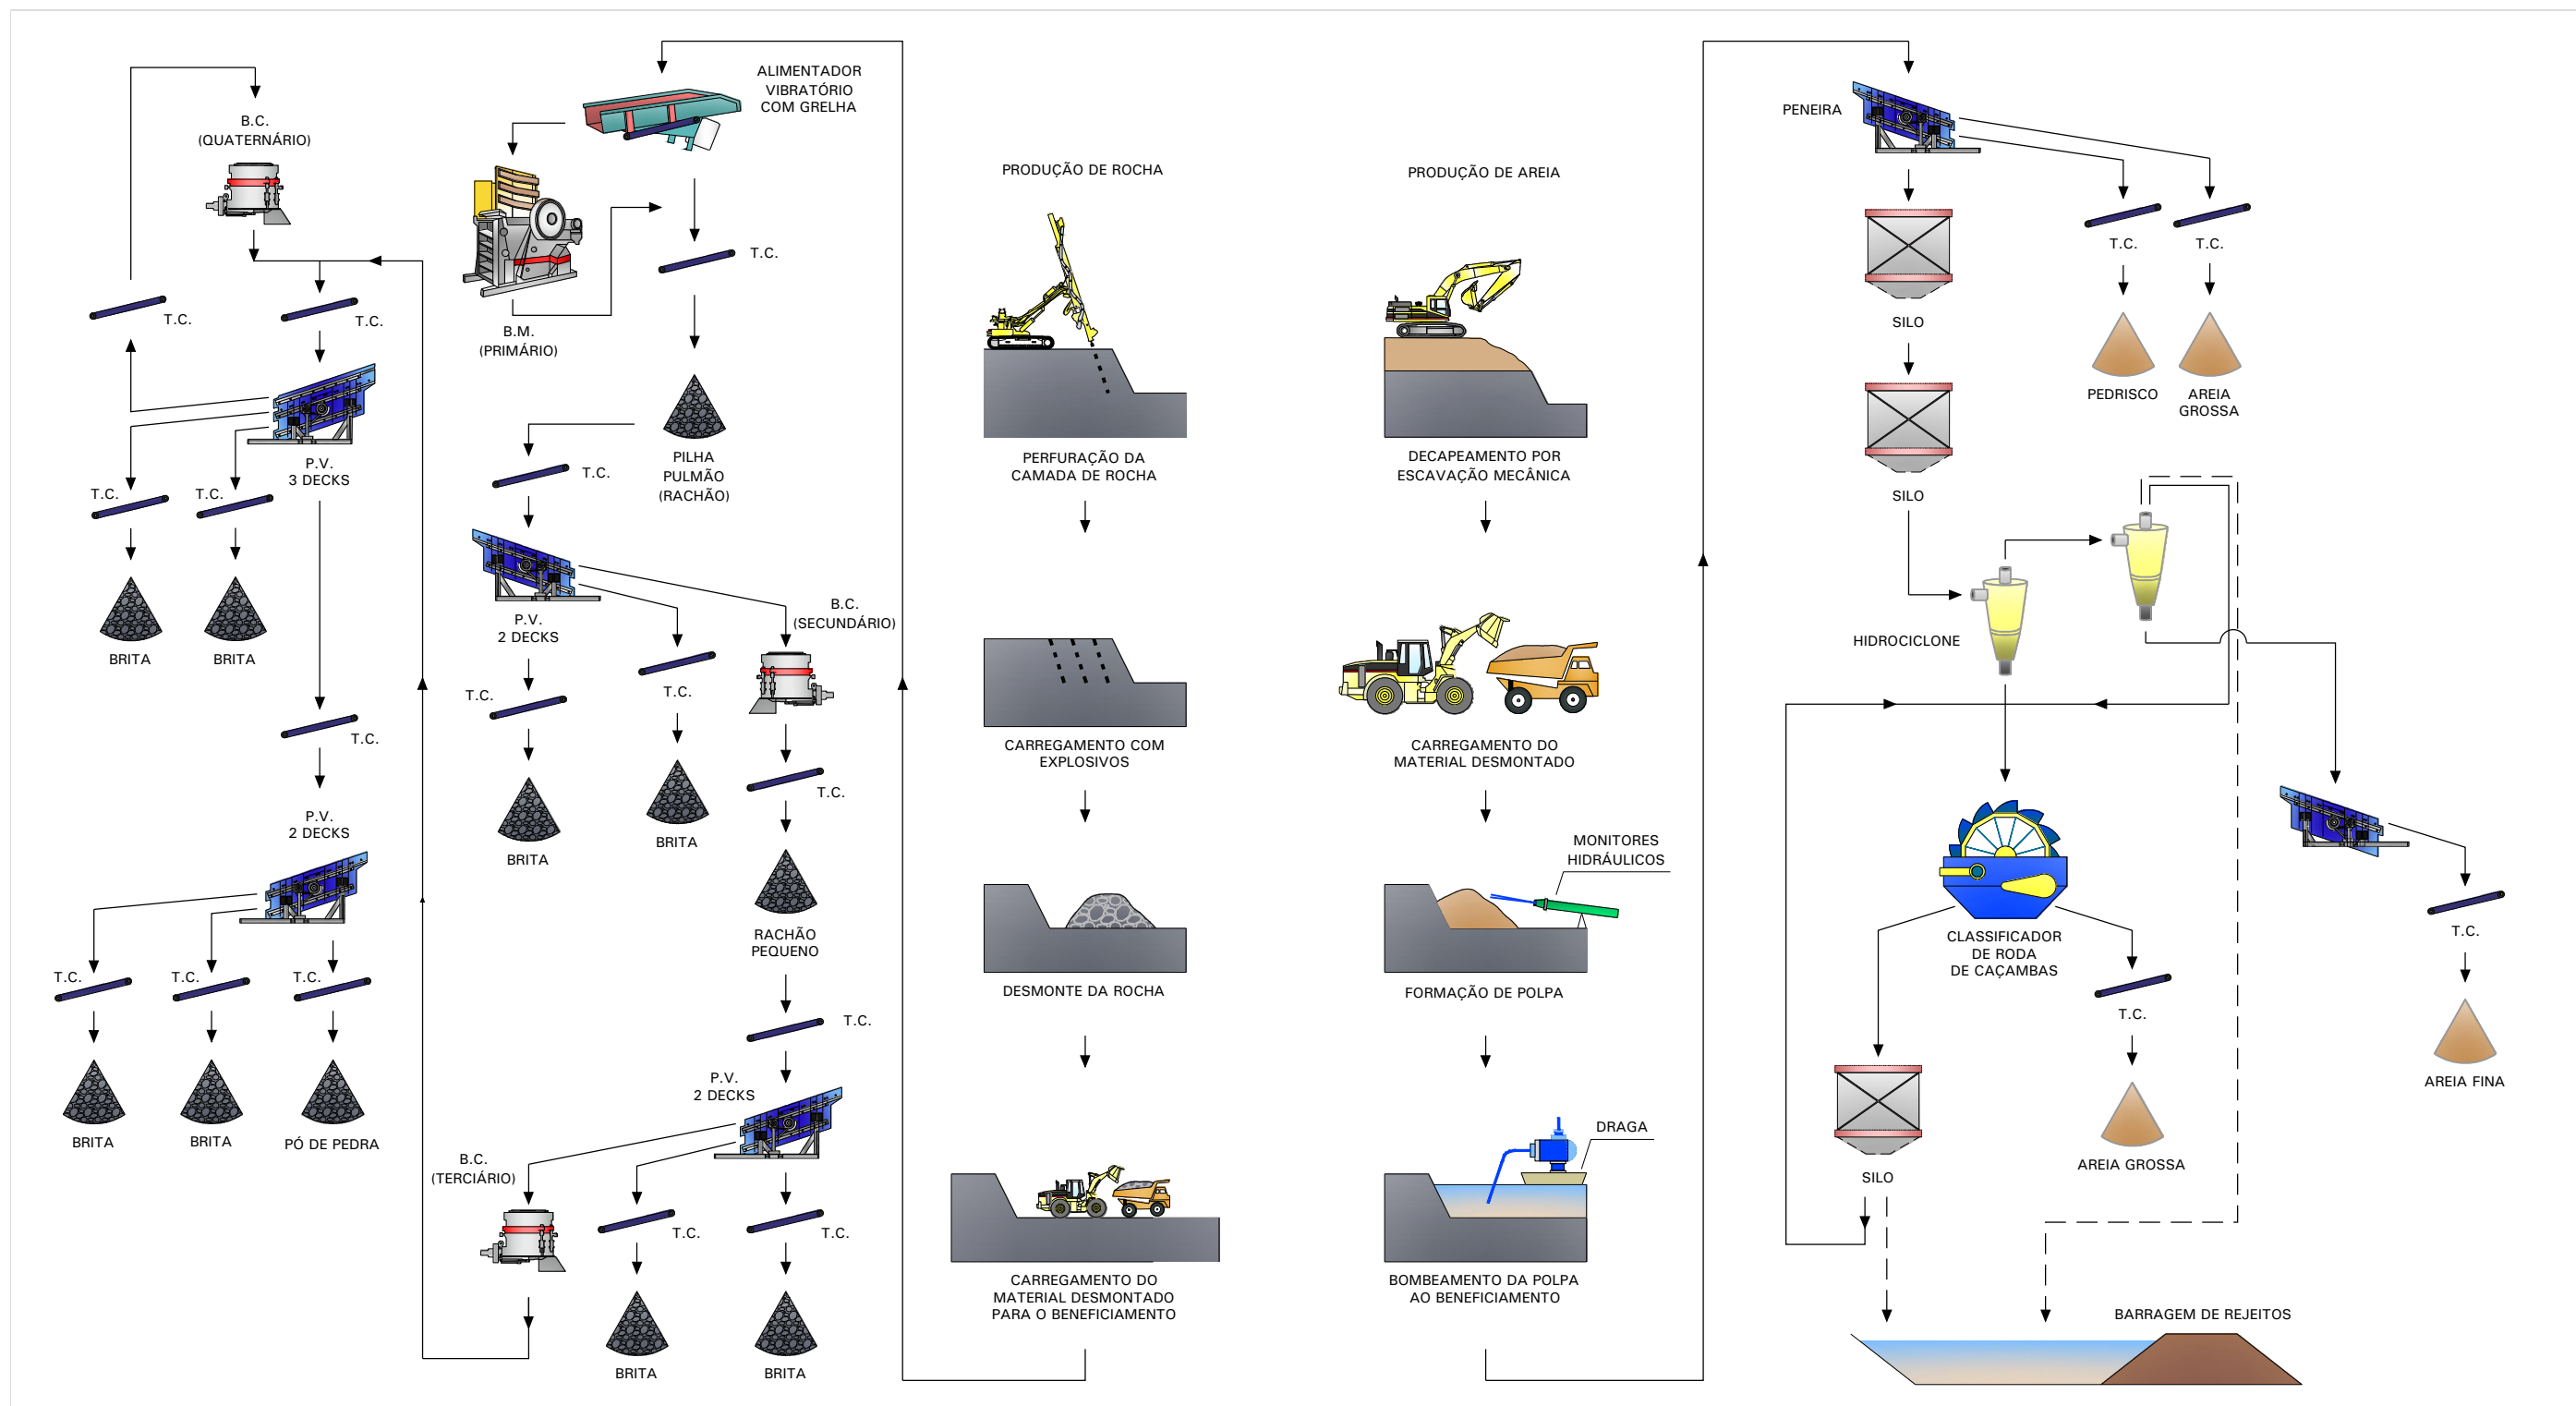 B.C.
(QUATERNÁRIO)
T.C.
T.C.
P.V.
3 DECKS
T.C.
T.C.
BRITA
BRITA
T.C.
P.V.
2 DECKS
T.C.
T.C.
T.C.
BRITA
BRITA
PÓ DE PEDRA
ALIMENTADOR
VIBRATÓRIO
COM GRELHA
B.M.
(PRIMÁRIO)
T.C.
PILHA
PULMÃO
(RACHÃO)
T.C.
P.V.
2 DECKS
B.C.
(SECUNDÁRIO)
T.C.
T.C.
BRITA
BRITA
T.C.
RACHÃO
PEQUENO
T.C.
P.V.
2 DECKS
B.C.
(TERCIÁRIO)
T.C.
T.C.
BRITA
BRITA
PRODUÇÃO DE ROCHA
PERFURAÇÃO DA
CAMADA DE ROCHA
CARREGAMENTO COM
EXPLOSIVOS
DESMONTE DA ROCHA
CARREGAMENTO DO
MATERIAL DESMONTADO
PARA O BENEFICIAMENTO
PRODUÇÃO DE AREIA
DECAPEAMENTO POR
ESCAVAÇÃO MECÂNICA
CARREGAMENTO DO
MATERIAL DESMONTADO
MONITORES
HIDRÁULICOS
FORMAÇÃO DE POLPA
DRAGA
BOMBEAMENTO DA POLPA
AO BENEFICIAMENTO
PENEIRA
T.C.
T.C.
SILO
PEDRISCO
AREIA
GROSSA
SILO
HIDROCICLONE
CLASSIFICADOR
DE RODA
DE CAÇAMBAS
T.C.
T.C.
AREIA FINA
AREIA GROSSA
SILO
BARRAGEM DE REJEITOS